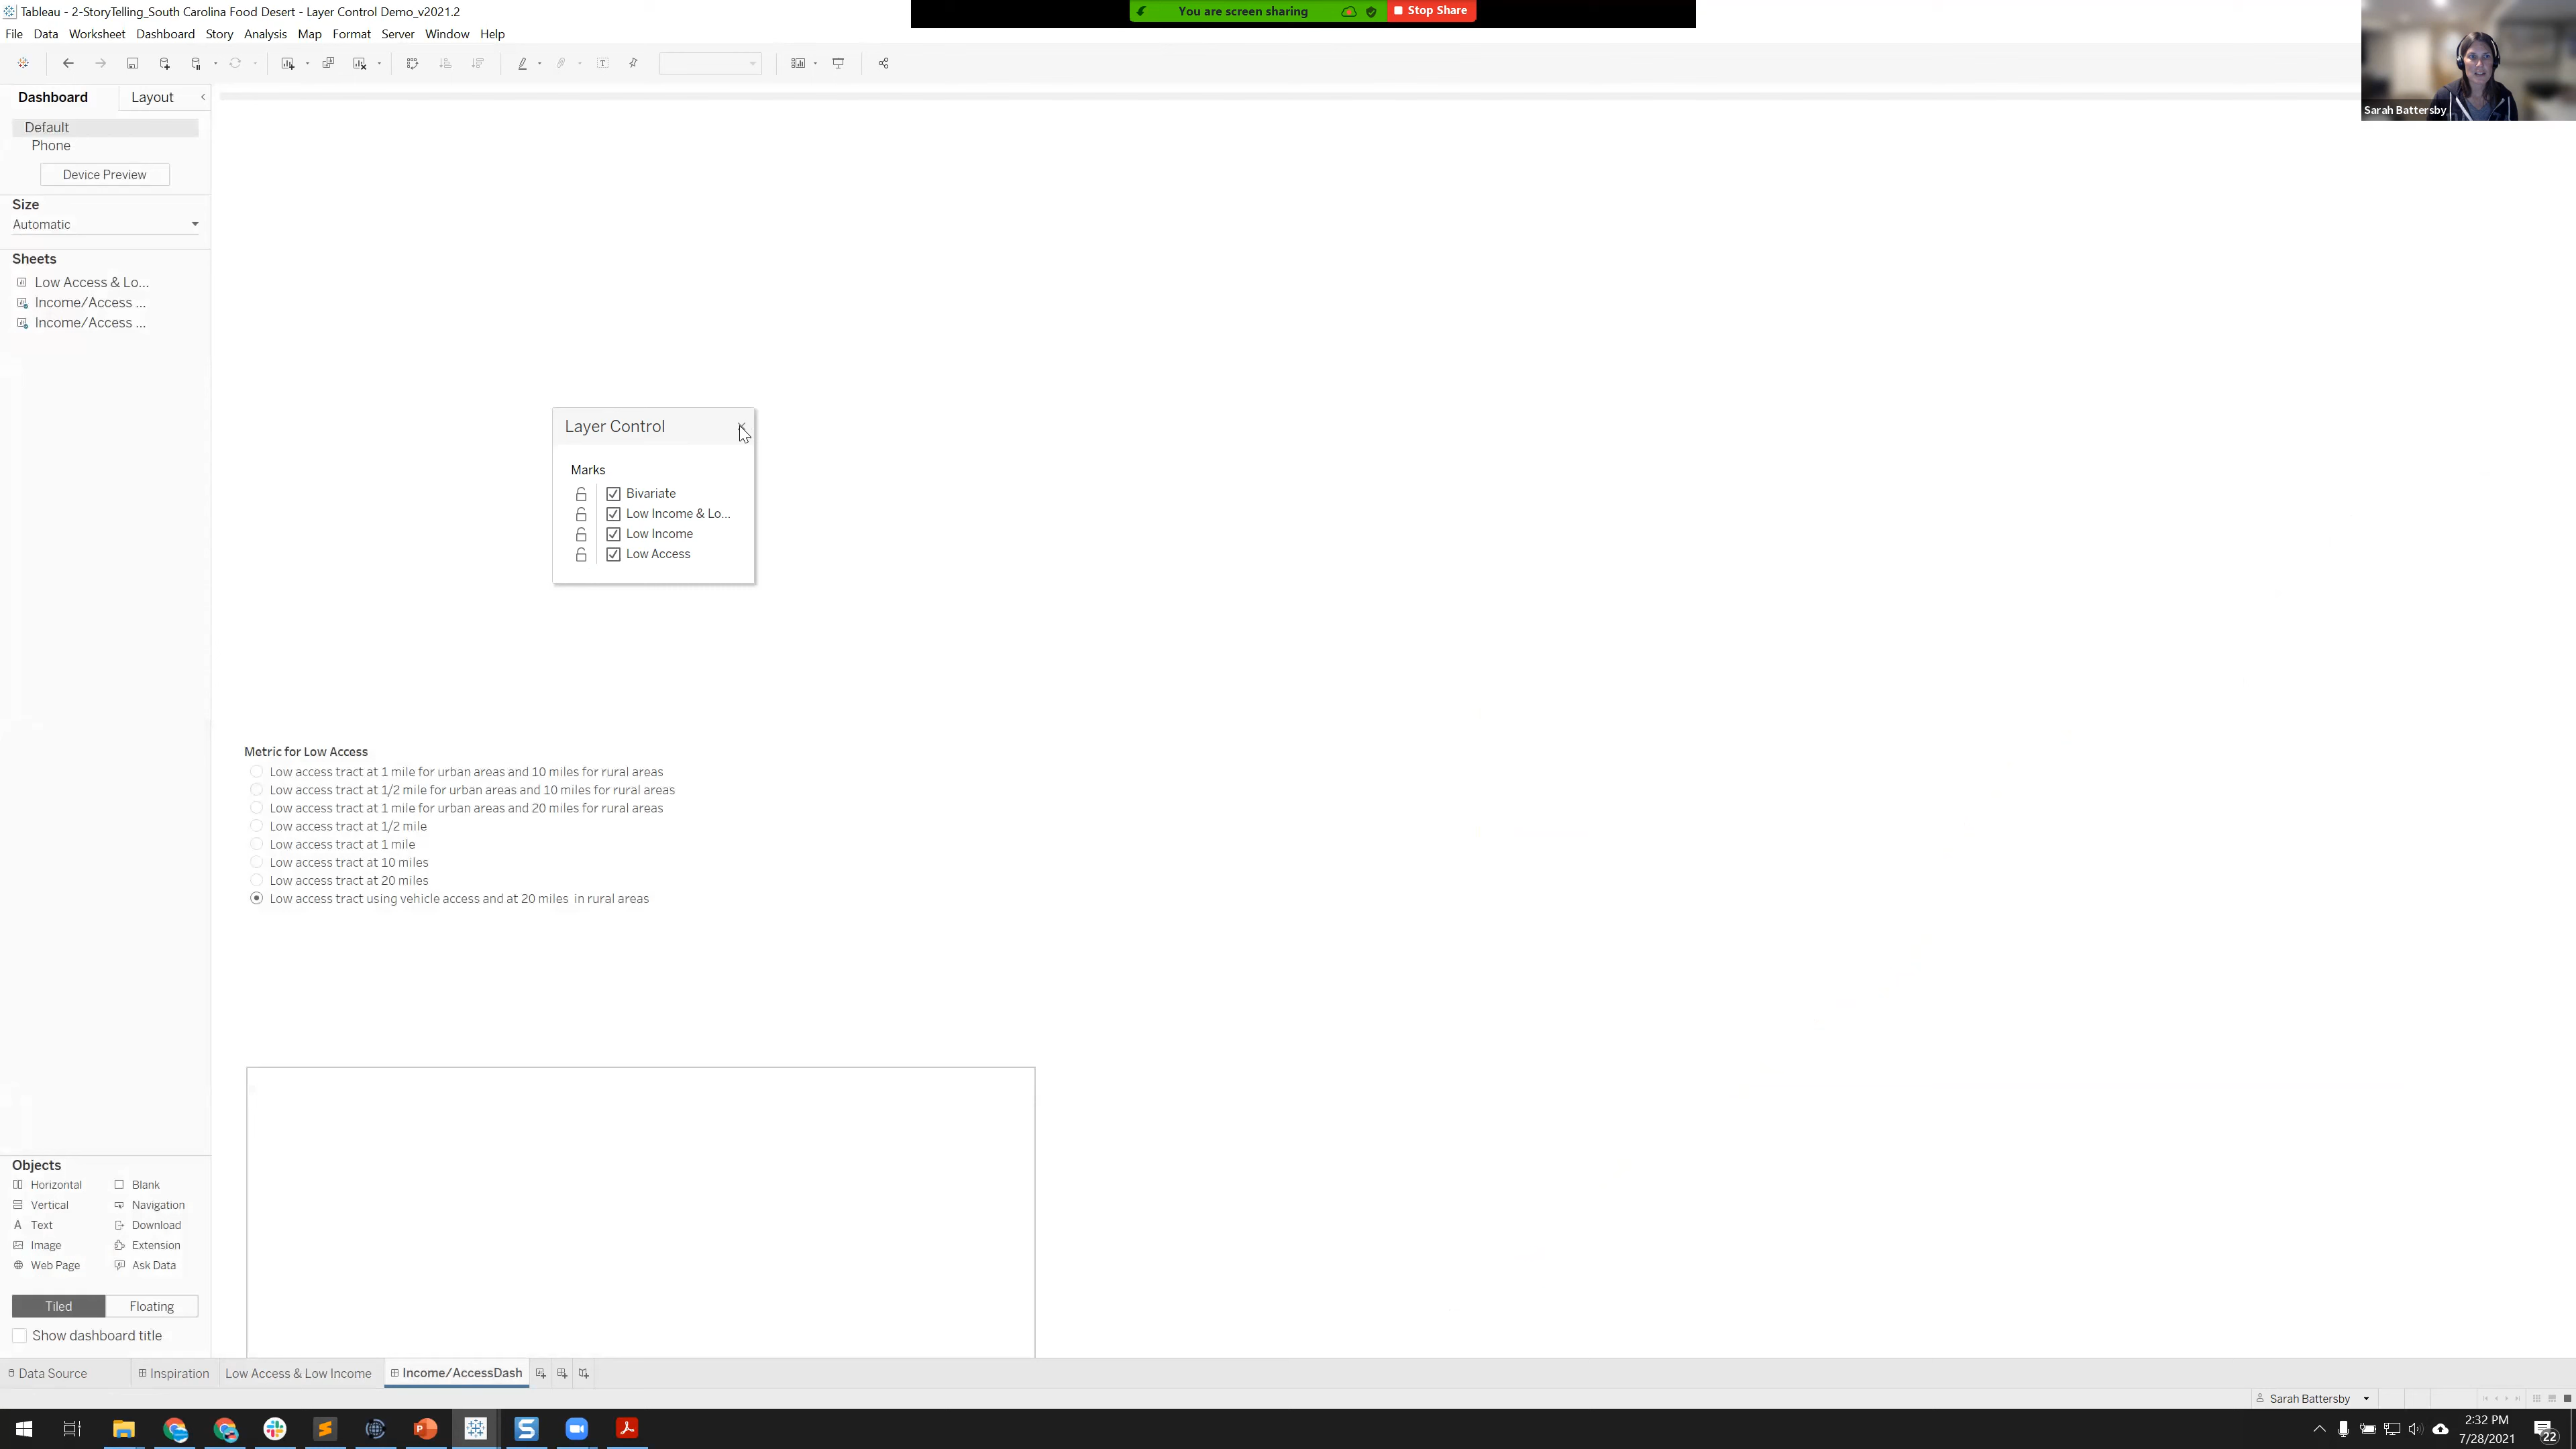 Tableau - 2-StoryTelling_South Carolina Food Desert - Layer Control Demo_v2021.2
You are screen sharing
Stop Share
File Data Worksheet Dashboard Story Analysis Map Format Server Window Help
Sarah Battersby
Dashboard Layout
Default
Phone
Device Preview
Size
Automatic
Sheets
Low Access & Lo...
Income/Access ...
Income/Access ...
Layer Control
Marks
Bivariate
Low Income & Lo...
Low Income
Low Access
Metric for Low Access
Low access tract at 1 mile for urban areas and 10 miles for rural areas
Low access tract at 1/2 mile for urban areas and 10 miles for rural areas
Low access tract at 1 mile for urban areas and 20 miles for rural areas
Low access tract at 1/2 mile
Low access tract at 1 mile
Low access tract at 10 miles
Low access tract at 20 miles
Low access tract using vehicle access and at 20 miles in rural areas
Objects
Horizontal Blank
Vertical Navigation
Text Download
Image Extension
Web Page Ask Data
Tiled Floating
Show dashboard title
Data Source Inspiration Low Access & Low Income Income/AccessDash
Sarah Battersby
2:32 PM
7/28/2021
22